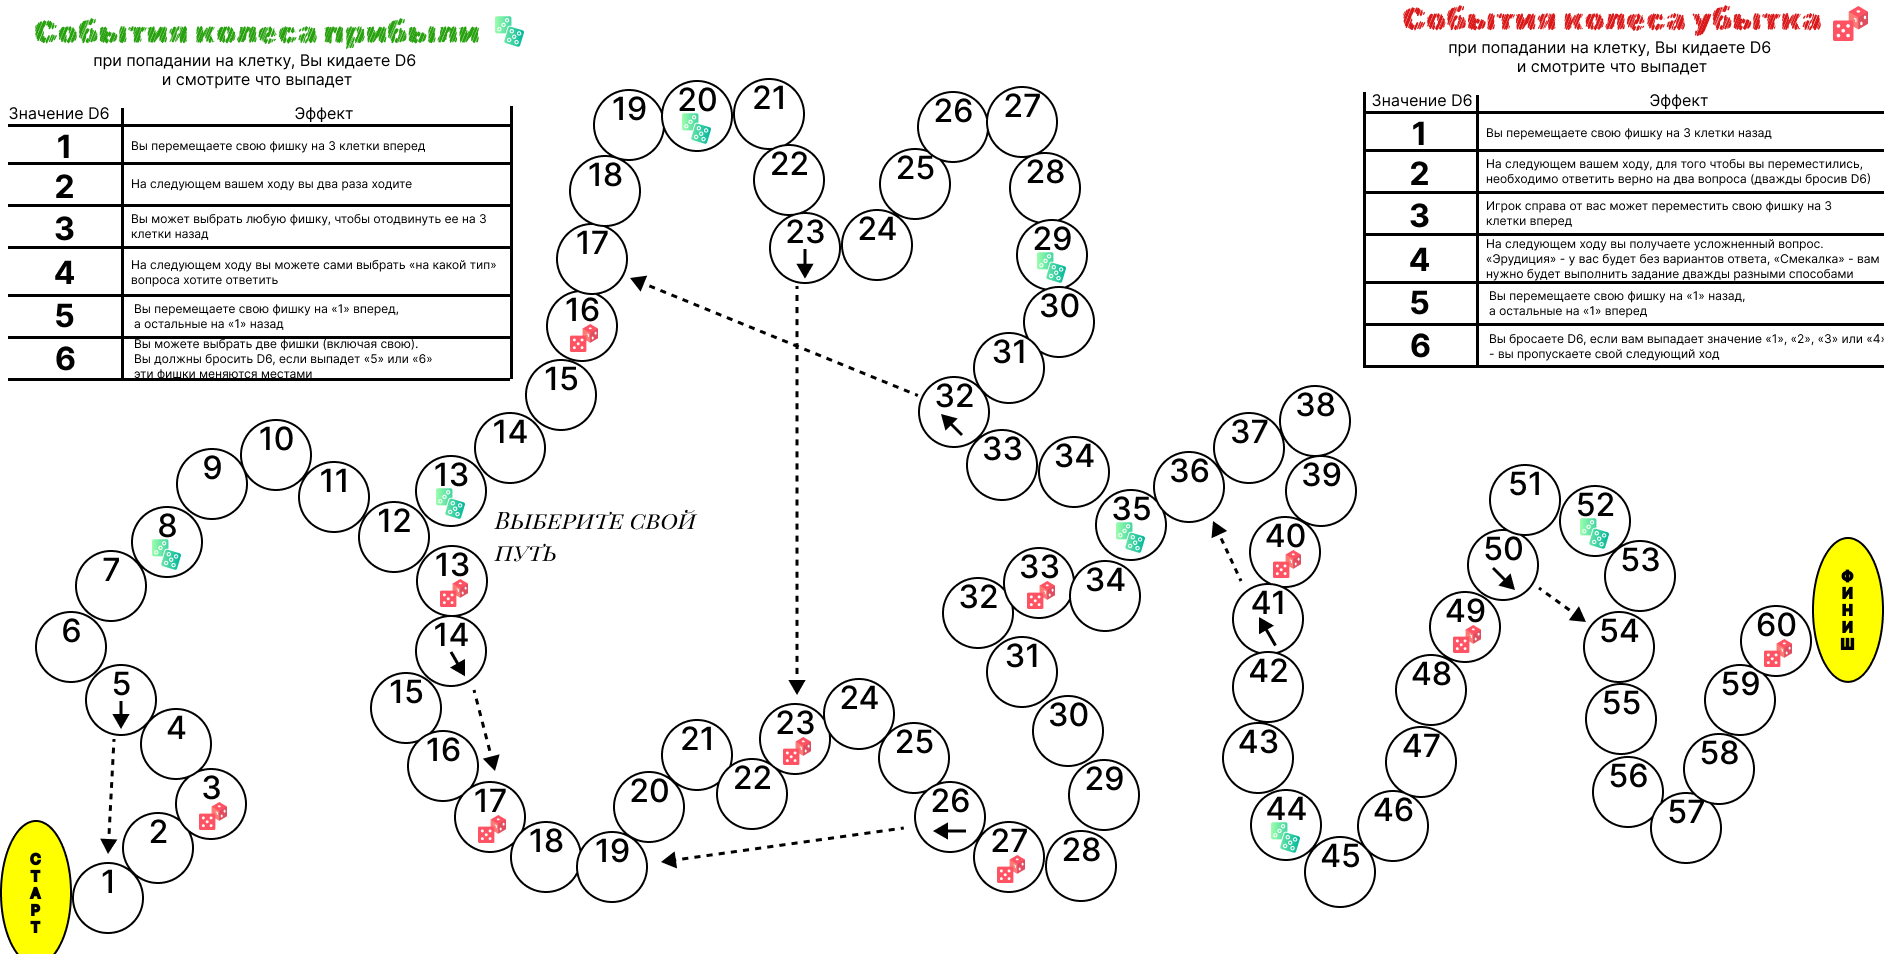 События колеса прибыли
при попадании на клетку, Вы кидаете D6
и смотрите что выпадет
Значение D6 Эффект
1 Вы перемещаете свою фишку на 3 клетки вперед
2 На следующем вашем ходу вы два раза ходите
3 Вы может выбрать любую фишку, чтобы отодвинуть ее на 3
клетки назад
4 На следующем ходу вы можете сами выбрать «на какой тип»
вопроса хотите ответить
5 Вы перемещаете свою фишку на «1» вперед,
а остальные на «1» назад
6 Вы можете выбрать две фишки (включая свою).
Вы должны бросить D6, если выпадет «5» или «6»
эти фишки меняются местами
События колеса убытка
при попадании на клетку, Вы кидаете D6
и смотрите что выпадет
Значение D6 Эффект
1 Вы перемещаете свою фишку на 3 клетки назад
2 На следующем вашем ходу, для того чтобы вы переместились,
необходимо ответить верно на два вопроса (дважды бросив D6)
3 Игрок справа от вас может переместить свою фишку на 3
клетки вперед
4 На следующем ходу вы получаете усложненный вопрос.
«Эрудиция» - у вас будет без вариантов ответа, «Смекалка» - вам
нужно будет выполнить задание дважды разными способами
5 Вы перемещаете свою фишку на «1» назад,
а остальные на «1» вперед
6 Вы бросаете D6, если вам выпадает значение «1», «2», «3» или «4»
- вы пропускаете свой следующий ход
СТАРТ
1
2
3
4
5
6
7
8
9
10
11
12
13
14
15
16
17
18
19
20
21
22
23
24
25
26
27
28
29
30
31
32
33
34
Выберите свой
путь
13
14
15
16
17
18
19
20
21
22
23
24
25
26
27
28
29
30
31
32
33
34
35
36
37
38
39
40
41
42
43
44
45
46
47
48
49
50
51
52
53
54
55
56
57
58
59
60
ФИНИШ